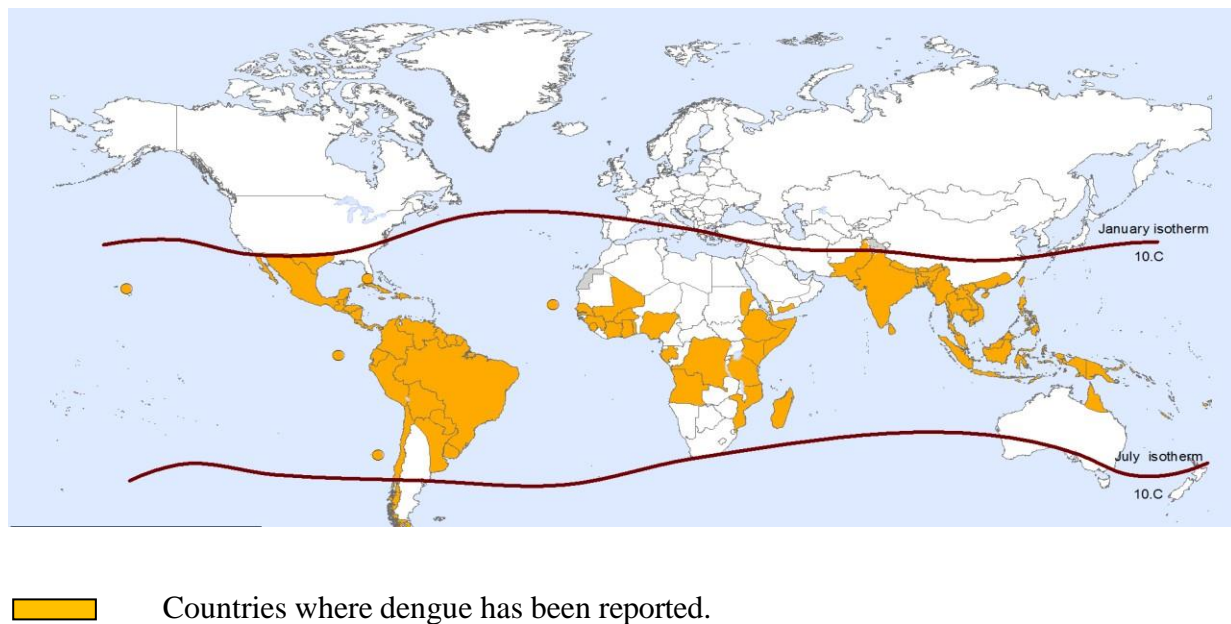 January isotherm
10.C
July isotherm
10.C
Countries where dengue has been reported.